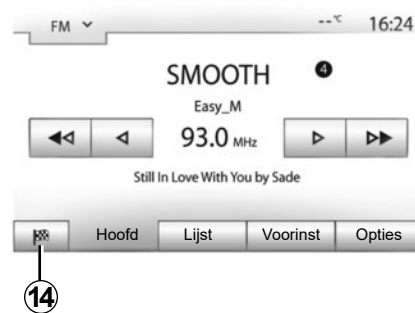 FM --°C 16:24
SMOOTH 4
Easy_M
93.0 MHz
Still In Love With You by Sade
Hoofd Lijst Voorinst Opties
14